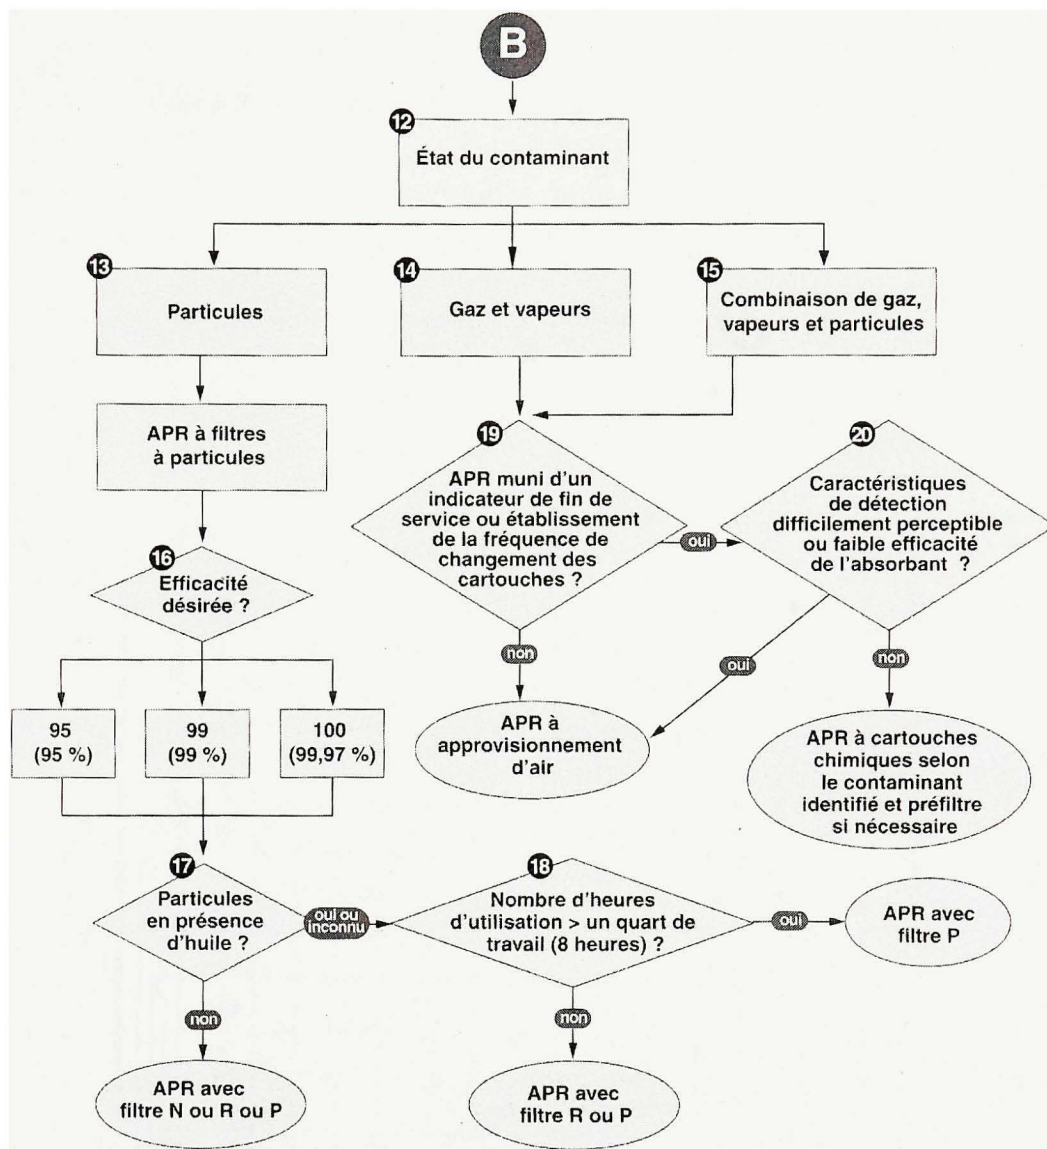 B
12
État du contaminant
13
Particules
14
Gaz et vapeurs
15
Combinaison de gaz,
vapeurs et particules
APR à filtres
à particules
19
APR muni d'un
indicateur de fin de
service ou établissement
de la fréquence de
changement des
cartouches ?
oui
20
Caractéristiques
de détection
difficilement perceptible
ou faible efficacité
de l'absorbant ?
16
Efficacité
désirée ?
non
oui
non
95
(95 %)
99
(99 %)
100
(99,97 %)
APR à
approvisionnement
d'air
APR à cartouches
chimiques selon
le contaminant
identifié et préfiltre
si nécessaire
17
Particules
en présence
d'huile ?
oui ou
inconnu
18
Nombre d'heures
d'utilisation > un quart de
travail (8 heures) ?
oui
APR avec
filtre P
non
non
APR avec
filtre N ou R ou P
APR avec
filtre R ou P